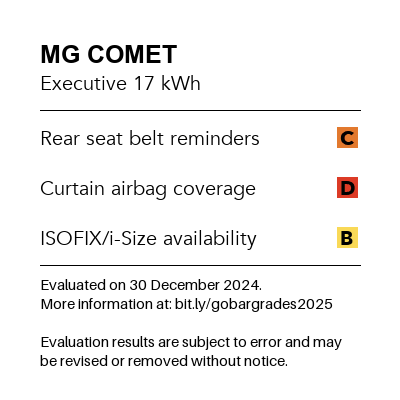 MG COMET
Executive 17 kWh
Rear seat belt reminders C
Curtain airbag coverage D
ISOFIX/i-Size availability B
Evaluated on 30 December 2024.
More information at: bit.ly/gobargrades2025
Evaluation results are subject to error and may
be revised or removed without notice.